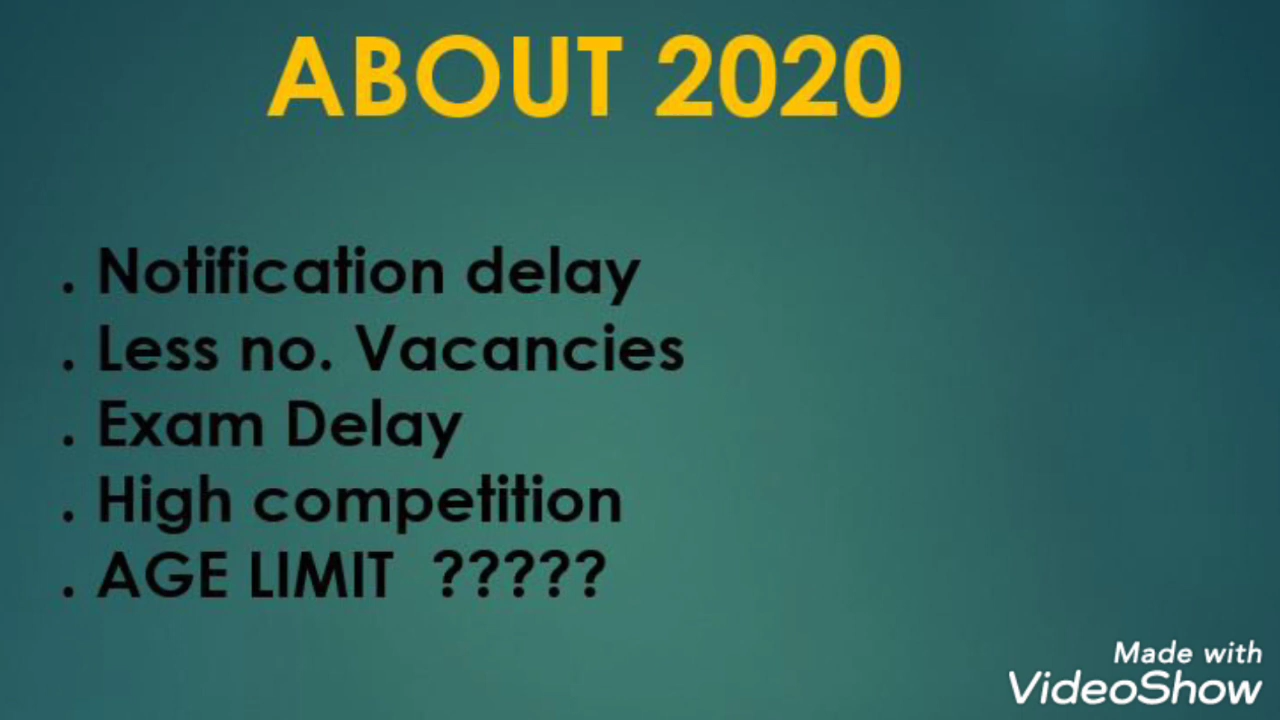 ABOUT 2020
. Notification delay
. Less no. Vacancies
. Exam Delay
. High competition
. AGE LIMIT ?????
Made with
VideoShow